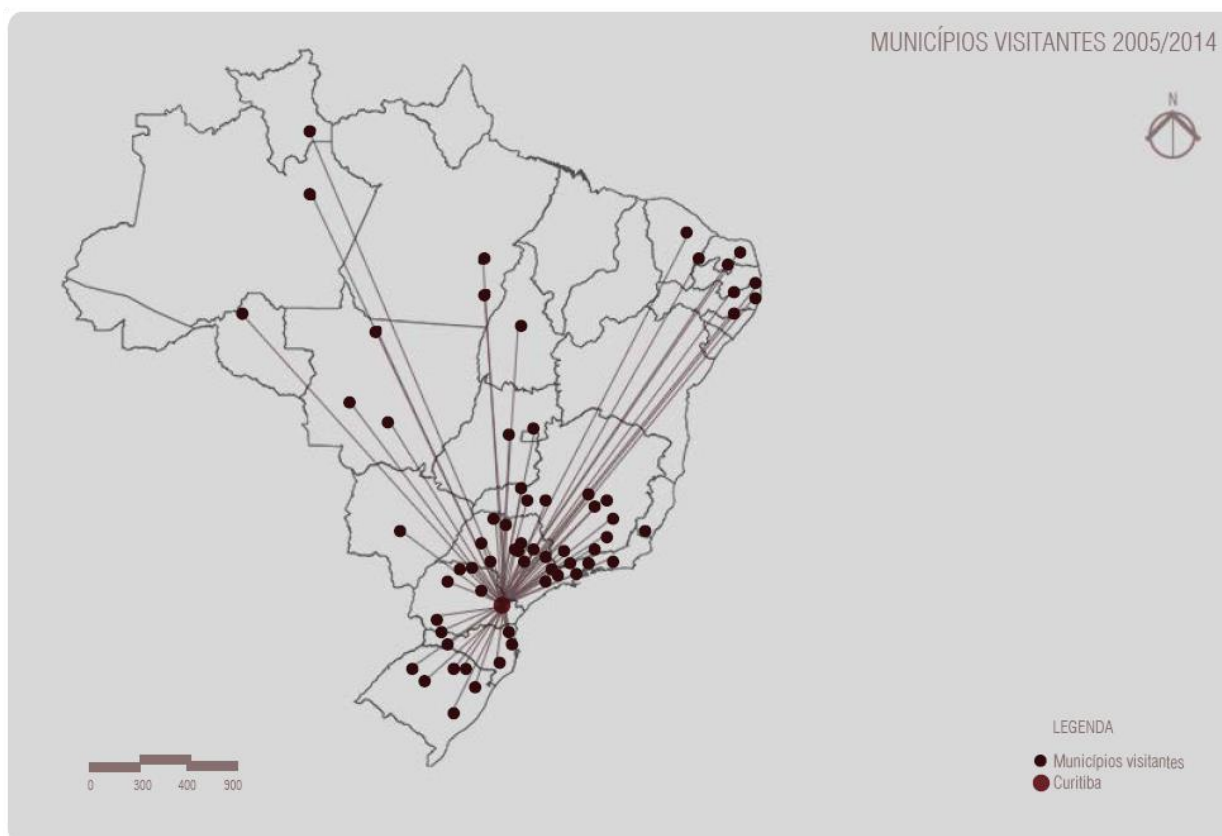 MUNICÍPIOS VISITANTES 2005/2014
N
LEGENDA
Municípios visitantes
Curitiba
0 300 400 900